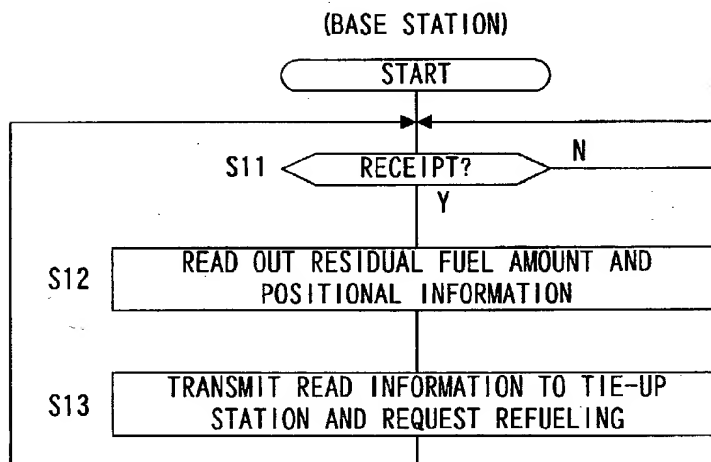 (BASE STATION)
START
S11 RECEIPT? N
Y
S12 READ OUT RESIDUAL FUEL AMOUNT AND
POSITIONAL INFORMATION
S13 TRANSMIT READ INFORMATION TO TIE-UP
STATION AND REQUEST REFUELING